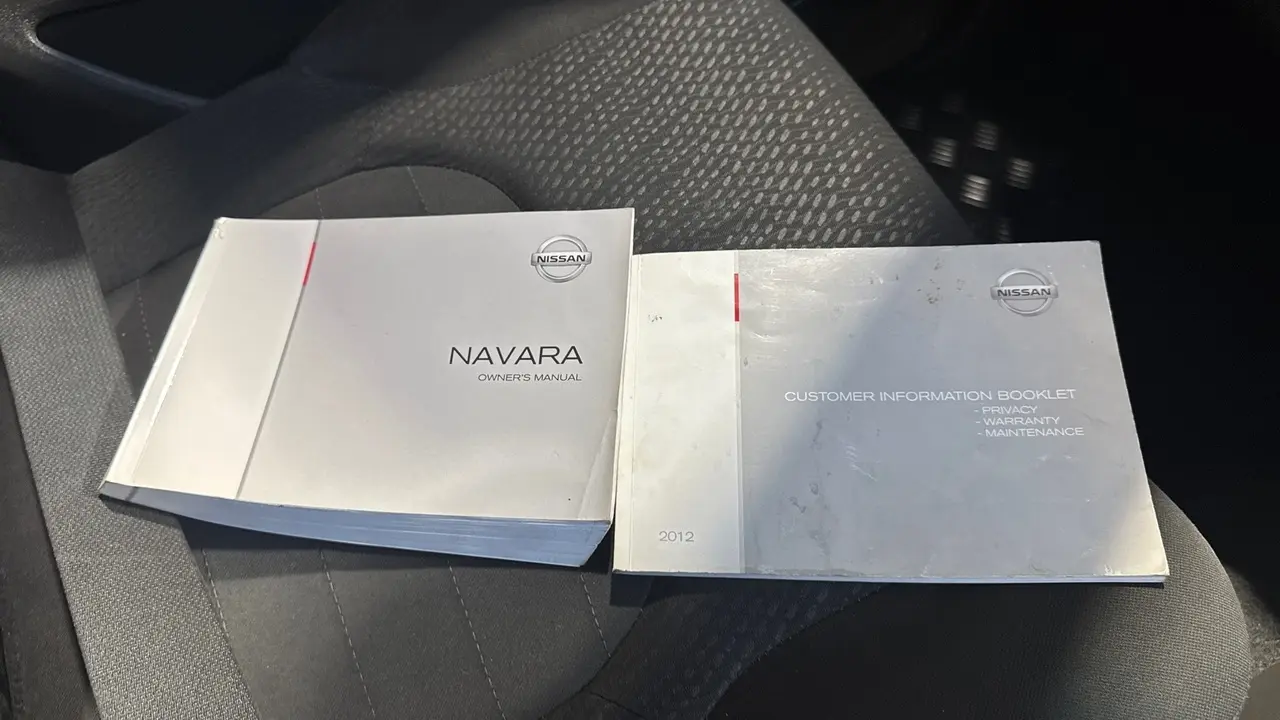 NISSAN
NAVARA
OWNER'S MANUAL
NISSAN
CUSTOMER INFORMATION BOOKLET
- PRIVACY
- WARRANTY
- MAINTENANCE
2012